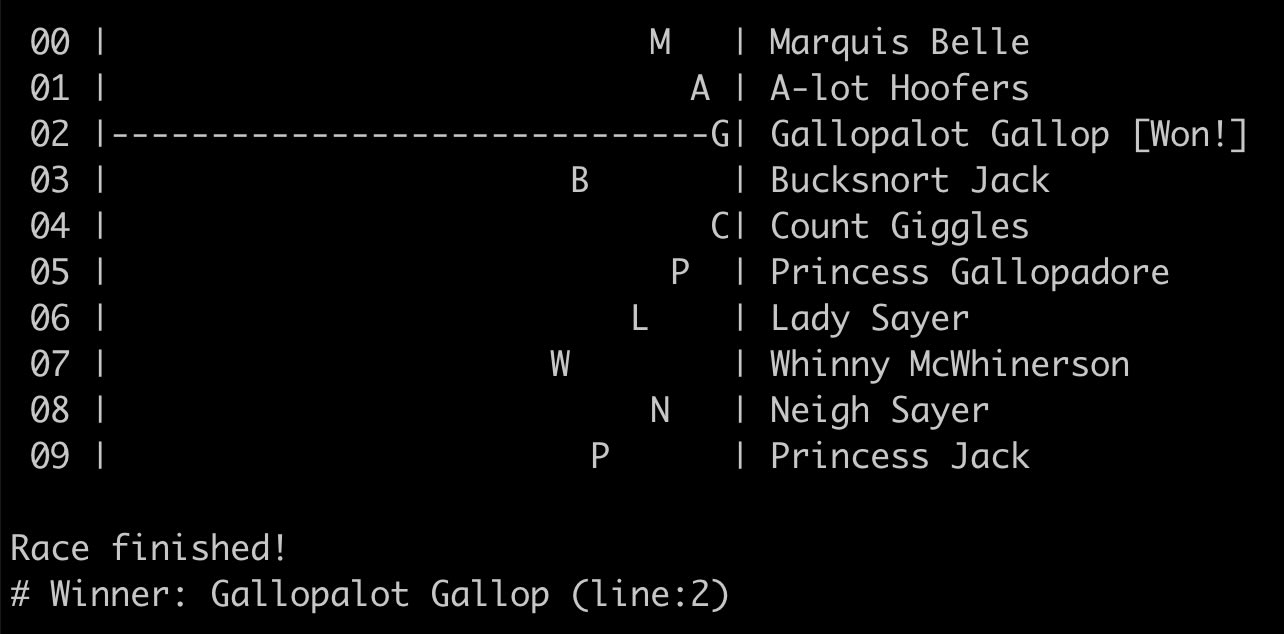 00 |                           M   | Marquis Belle
01 |                             A | A-lot Hoofers
02 |------------------------------G| Gallopalot Gallop [Won!]
03 |                       B       | Bucksnort Jack
04 |                              C| Count Giggles
05 |                            P  | Princess Gallopadore
06 |                          L    | Lady Sayer
07 |                      W        | Whinny McWhinerson
08 |                           N   | Neigh Sayer
09 |                        P      | Princess Jack
Race finished!
# Winner: Gallopalot Gallop (line:2)